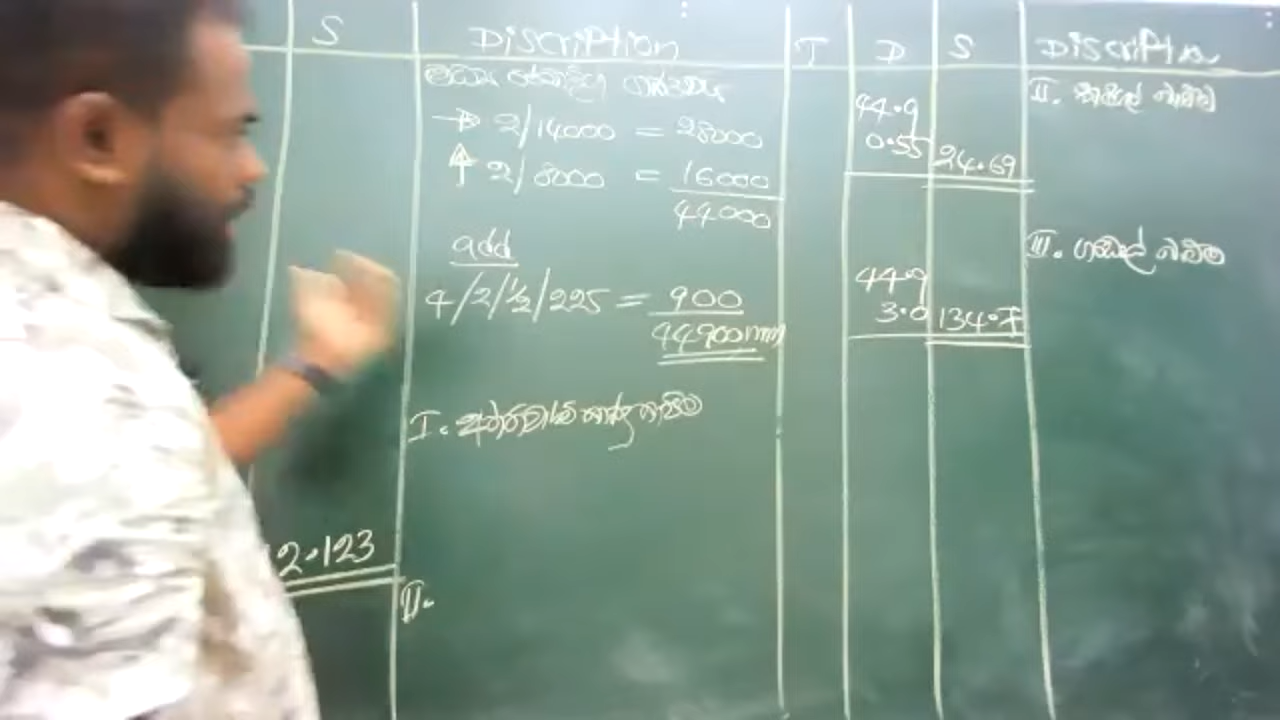 S
Discription
→ 2/14000 = 28000
↑ 2/8000 = 16000
44000
add
4/2/½/225 = 900
44900mm
I.
2.123
II.
T D S Discription
44.9
0.55 24.69
II. බැම්ම
44.9
3.0 134.7
III. ගඩොල් බැම්ම